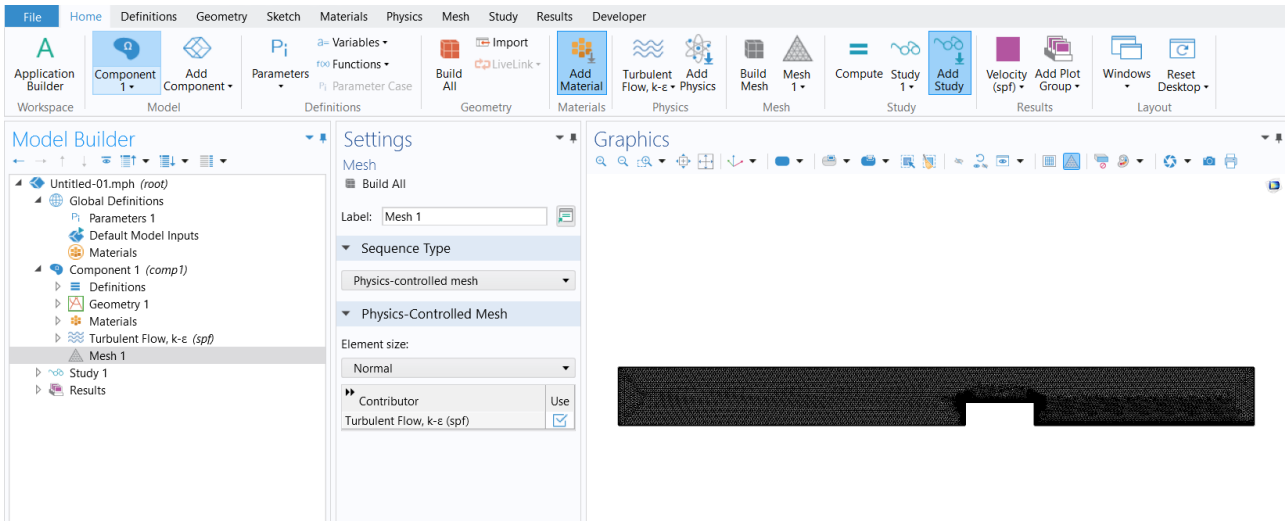 File Home Definitions Geometry Sketch Materials Physics Mesh Study Results Developer
A Pi a= Variables Import
f(x) Functions LiveLink
Pi Parameter Case
Application Builder Component 1 Add Component Parameters Build All Add Material Turbulent Flow, k-ε Add Physics Build Mesh Mesh 1 Compute Study 1 Add Study Velocity (spf) Add Plot Group Windows Reset Desktop
Workspace Model Definitions Geometry Materials Physics Mesh Study Results Layout
Model Builder
Untitled-01.mph (root)
Global Definitions
Pi Parameters 1
Default Model Inputs
Materials
Component 1 (comp1)
Definitions
Geometry 1
Materials
Turbulent Flow, k-ε (spf)
Mesh 1
Study 1
Results
Settings
Mesh
Build All
Label: Mesh 1
Sequence Type
Physics-controlled mesh
Physics-Controlled Mesh
Element size:
Normal
Contributor Use
Turbulent Flow, k-ε (spf)
Graphics